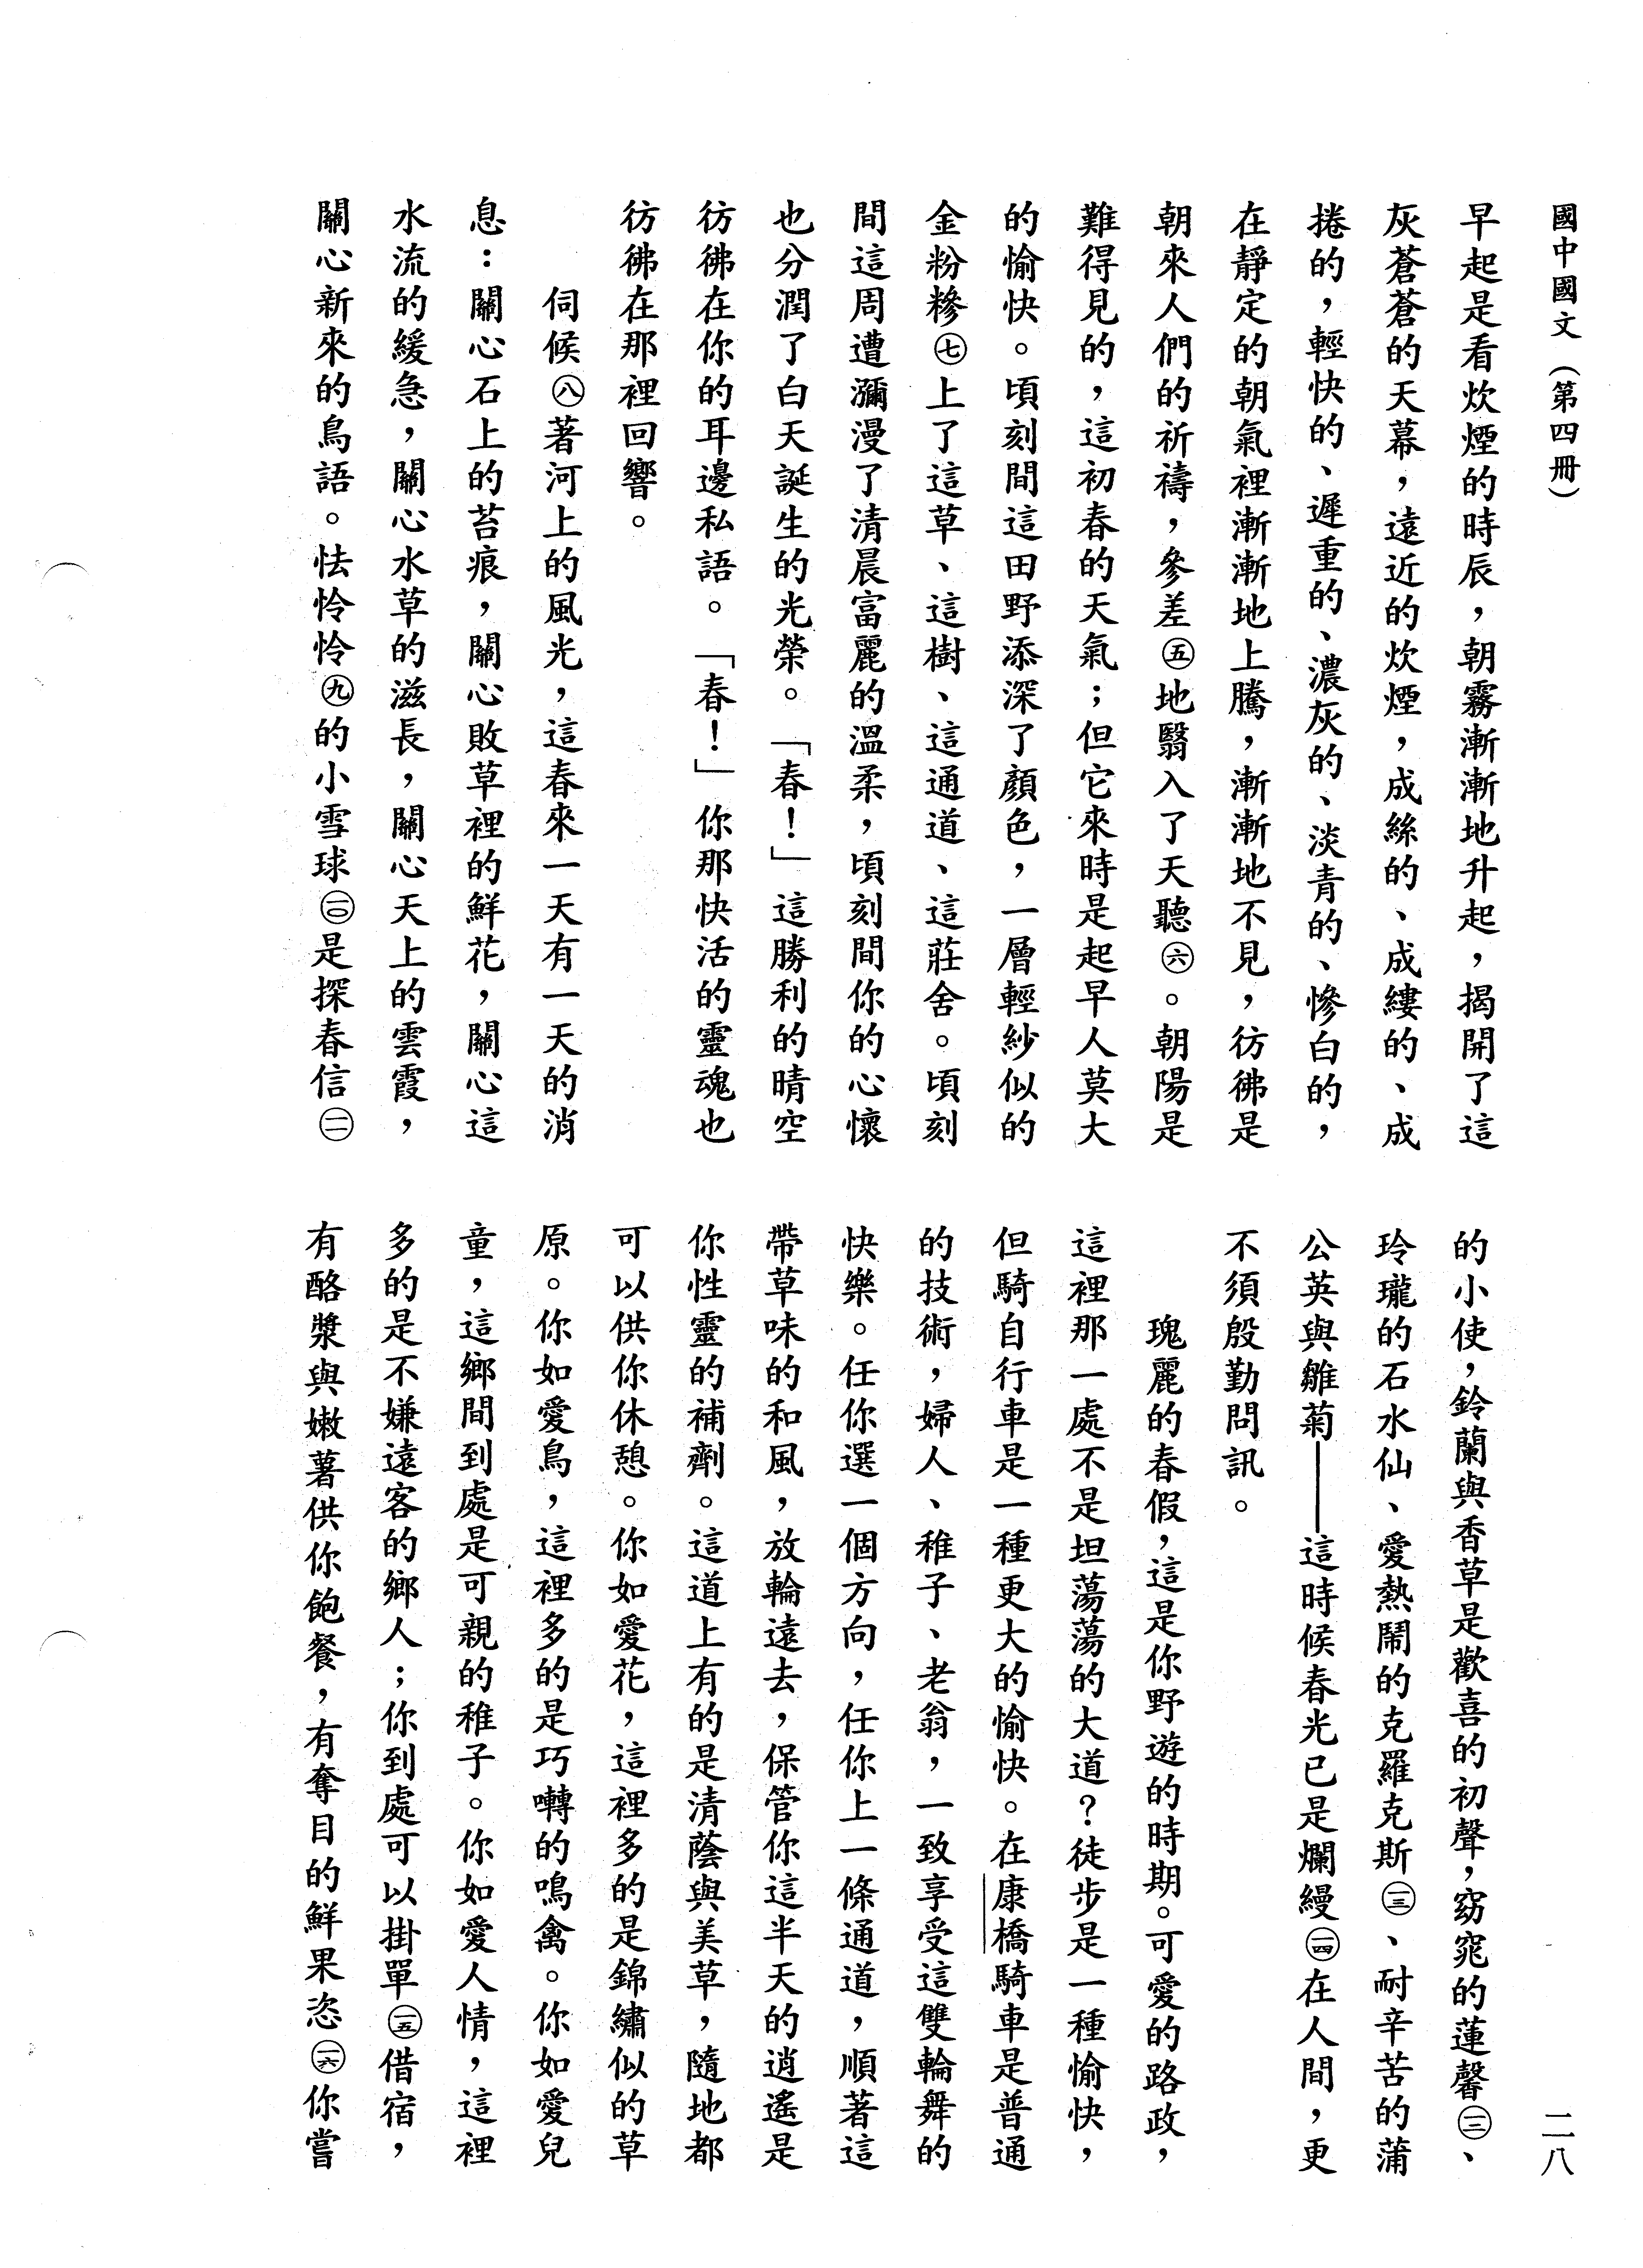 國中國文（第四冊）
早起是看炊煙的時辰，朝霧漸漸地升起，揭開了這
灰蒼蒼的天幕，遠近的炊煙，成絲的、成縷的、成
捲的，輕快的、遲重的、濃灰的、淡青的、慘白的，
在靜定的朝氣裡漸漸地上騰，漸漸地不見，彷彿是
朝來人們的祈禱，參差㊄地翳入了天聽㊅。朝陽是
難得見的，這初春的天氣；但它來時是起早人莫大
的愉快。頃刻間這田野添深了顏色，一層輕紗似的
金粉糝㊆上了這草、這樹、這通道、這莊舍。頃刻
間這周遭瀰漫了清晨富麗的溫柔，頃刻間你的心懷
也分潤了白天誕生的光榮。「春！」這勝利的晴空
彷彿在你的耳邊私語。「春！」你那快活的靈魂也
彷彿在那裡回響。
伺候㊇著河上的風光，這春來一天有一天的消
息：關心石上的苔痕，關心敗草裡的鮮花，關心這
水流的緩急，關心水草的滋長，關心天上的雲霞，
關心新來的鳥語。怯怜怜㊈的小雪球(一〇)是探春信(一一)
的小使，鈴蘭與香草是歡喜的初聲，窈窕的蓮馨(一二)、
玲瓏的石水仙、愛熱鬧的克羅克斯(一三)、耐辛苦的蒲
公英與雛菊——這時候春光已是爛縵(一四)在人間，更
不須殷勤問訊。
瑰麗的春假，這是你野遊的時期。可愛的路政，
這裡那一處不是坦蕩蕩的大道？徒步是一種愉快，
但騎自行車是一種更大的愉快。在康橋騎車是普通
的技術，婦人、稚子、老翁，一致享受這雙輪舞的
快樂。任你選一個方向，任你上一條通道，順著這
帶草味的和風，放輪遠去，保管你這半天的逍遙是
你性靈的補劑。這道上有的是清蔭與美草，隨地都
可以供你休憩。你如愛花，這裡多的是錦繡似的草
原。你如愛鳥，這裡多的是巧囀的鳴禽。你如愛兒
童，這鄉間到處是可親的稚子。你如愛人情，這裡
多的是不嫌遠客的鄉人；你到處可以掛單(一五)借宿，
有酪漿與嫩薯供你飽餐，有奪目的鮮果恣(一六)你嘗
二八